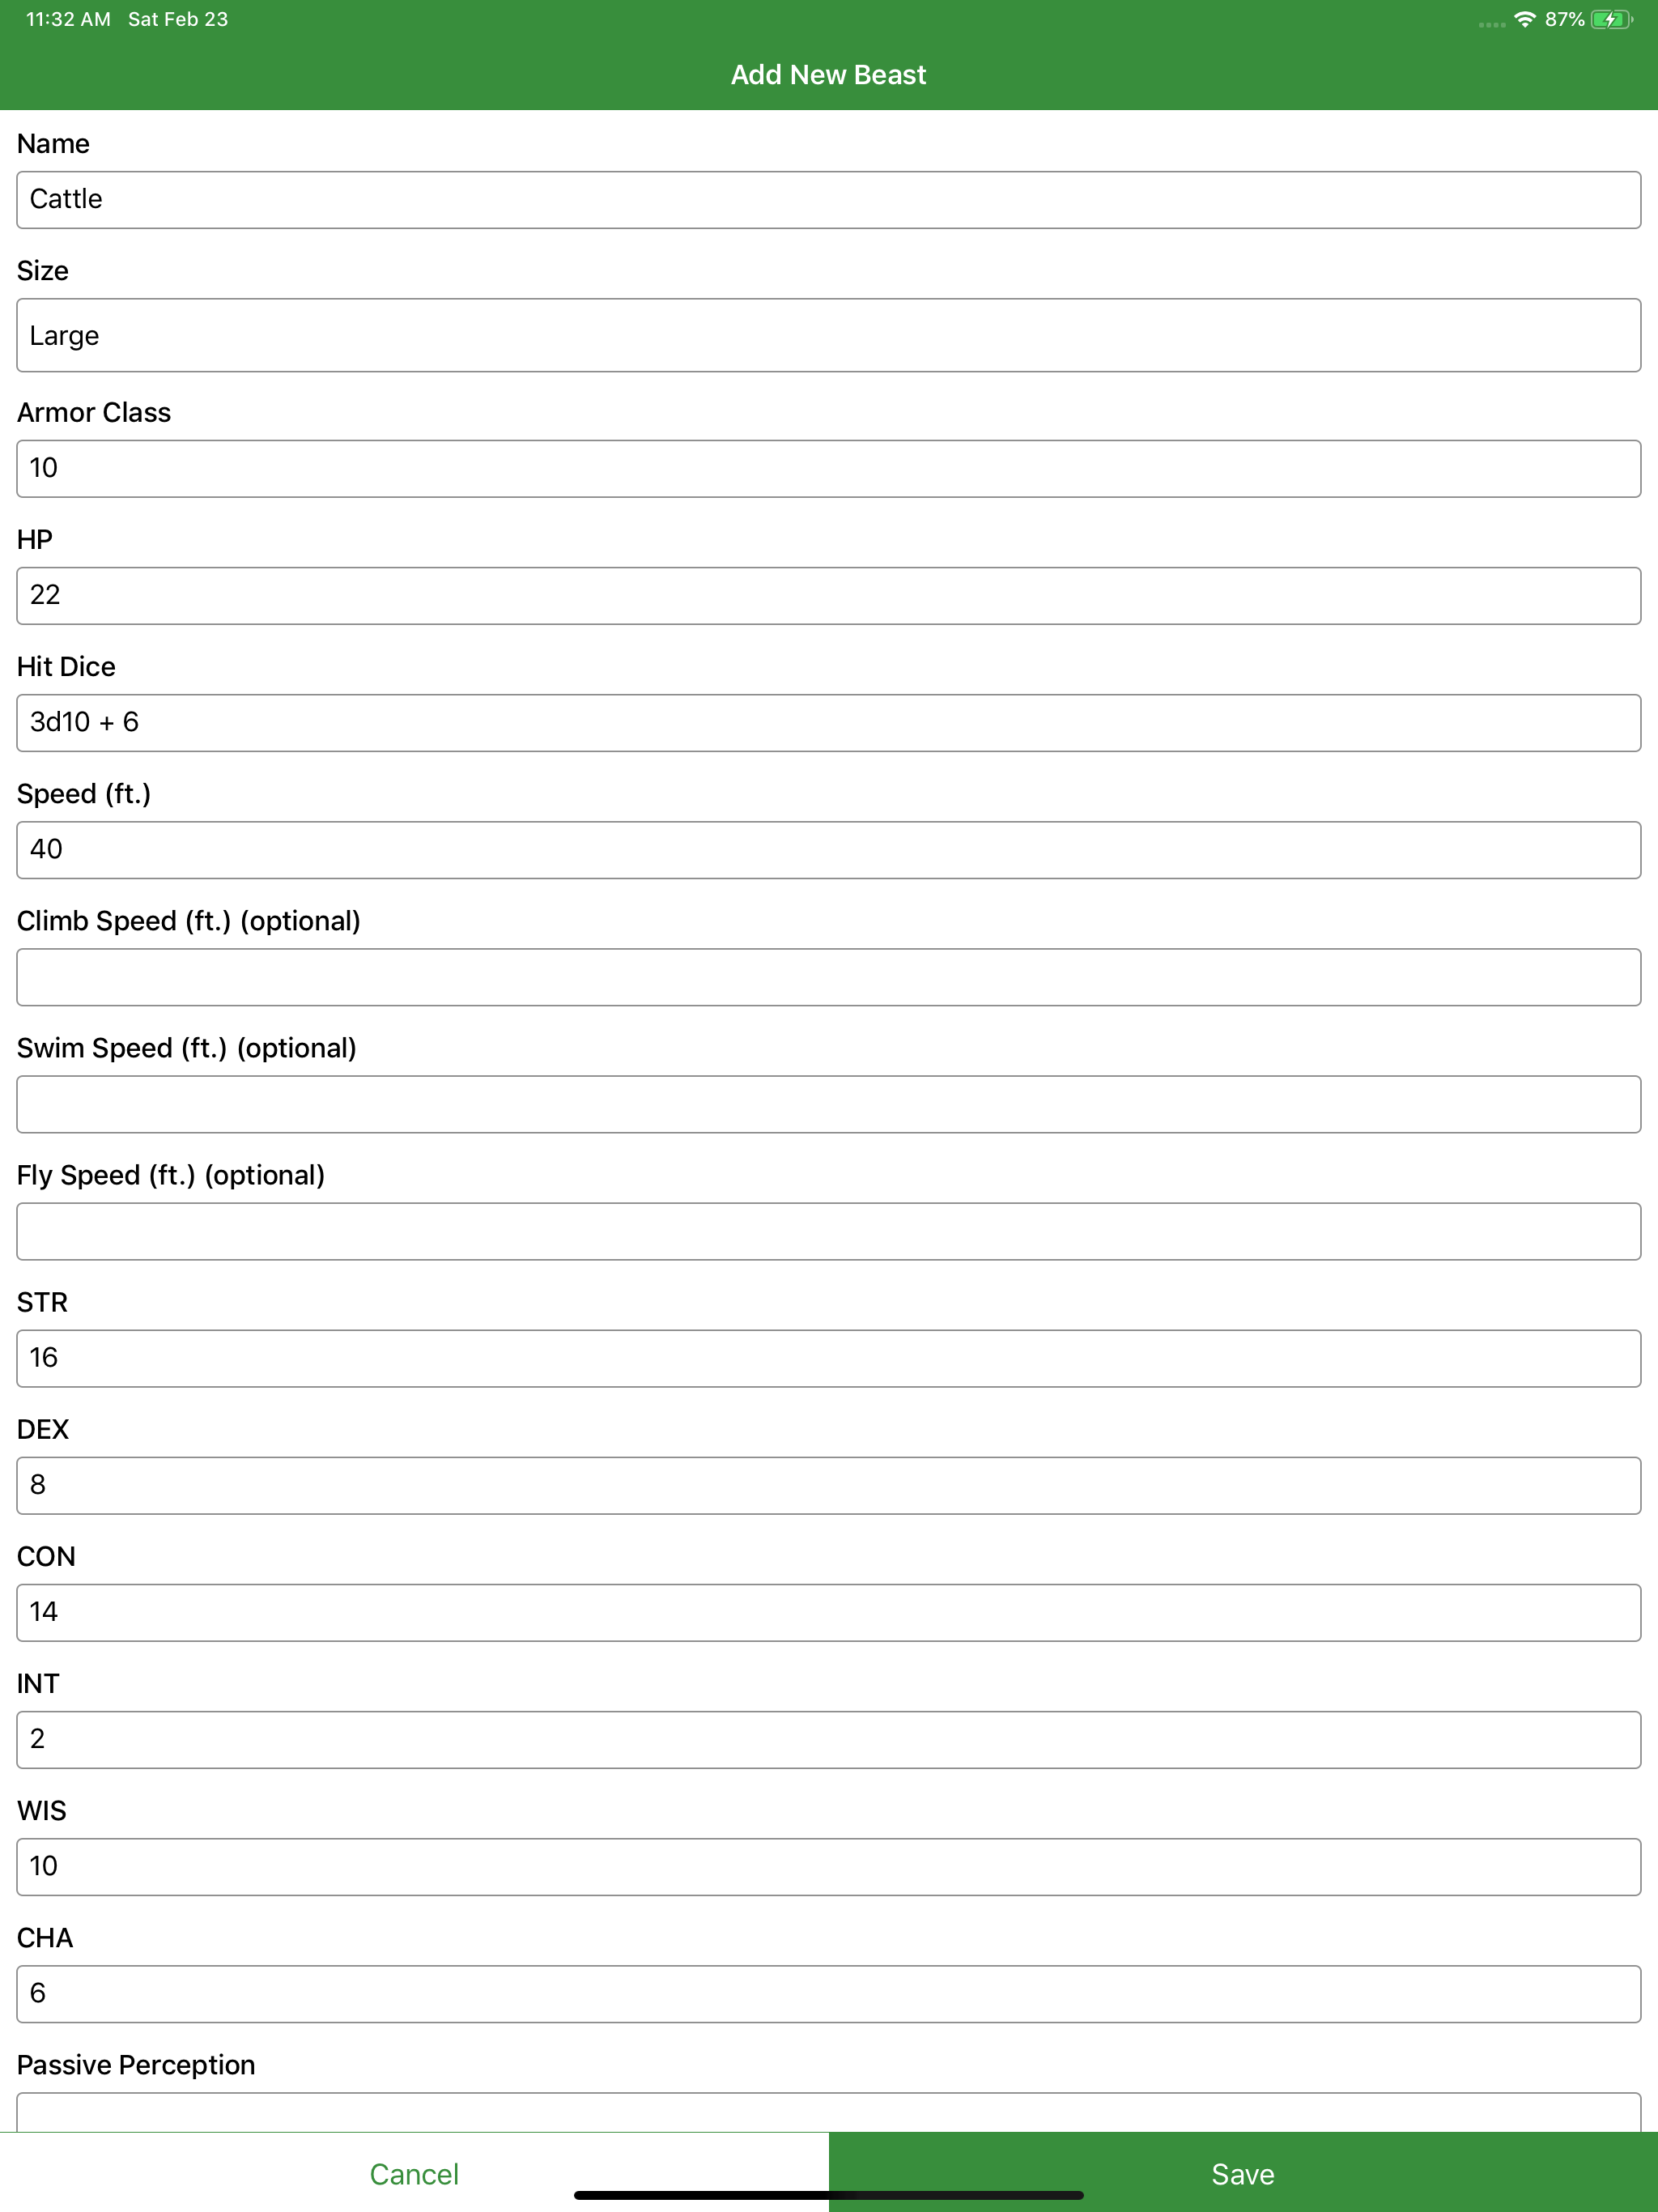 11:32 AM Sat Feb 23
87%
Add New Beast
Name
Cattle
Size
Large
Armor Class
10
HP
22
Hit Dice
3d10 + 6
Speed (ft.)
40
Climb Speed (ft.) (optional)
Swim Speed (ft.) (optional)
Fly Speed (ft.) (optional)
STR
16
DEX
8
CON
14
INT
2
WIS
10
CHA
6
Passive Perception
Cancel
Save